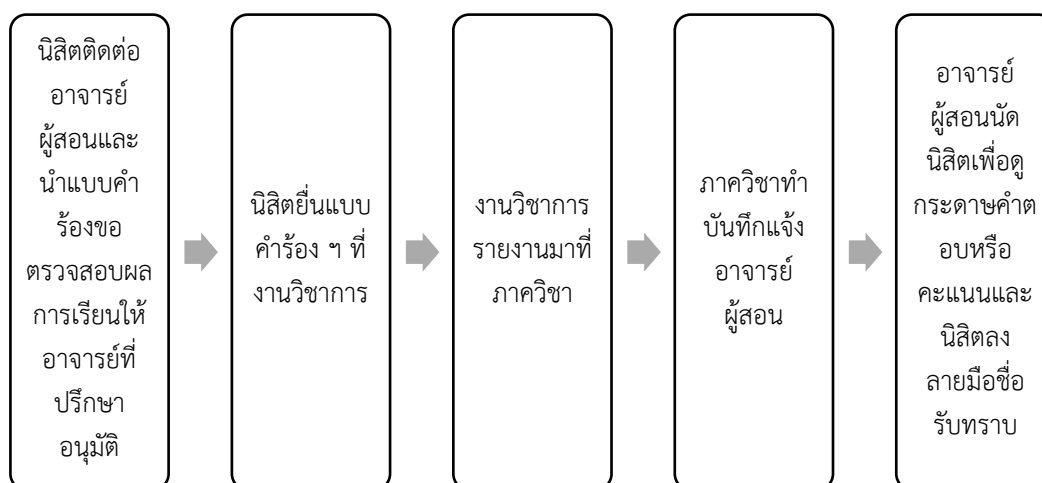 นิสิตติดต่อ
อาจารย์
ผู้สอนและ
นำแบบคำ
ร้องขอ
ตรวจสอบผล
การเรียนให้
อาจารย์ที่
ปรึกษา
อนุมัติ
นิสิตยื่นแบบ
คำร้อง ฯ ที่
งานวิชาการ
งานวิชาการ
รายงานมาที่
ภาควิชา
ภาควิชาทำ
บันทึกแจ้ง
อาจารย์
ผู้สอน
อาจารย์
ผู้สอนนัด
นิสิตเพื่อดู
กระดาษคำต
อบหรือ
คะแนนและ
นิสิตลง
ลายมือชื่อ
รับทราบ